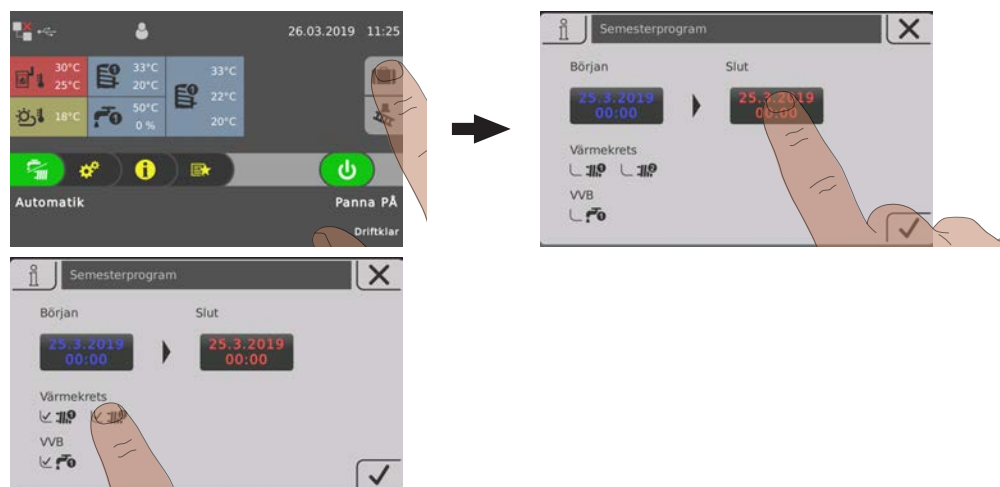 26.03.2019 11:25
30°C 33°C 33°C
25°C 20°C 22°C
18°C 50°C 20°C
0 %
Automatik Panna PÅ
Driftklar
Semesterprogram
Början Slut
25.3.2019 25.3.2019
00:00 00:00
Värmekrets
VVB
Semesterprogram
Början Slut
25.3.2019 25.3.2019
00:00 00:00
Värmekrets
VVB